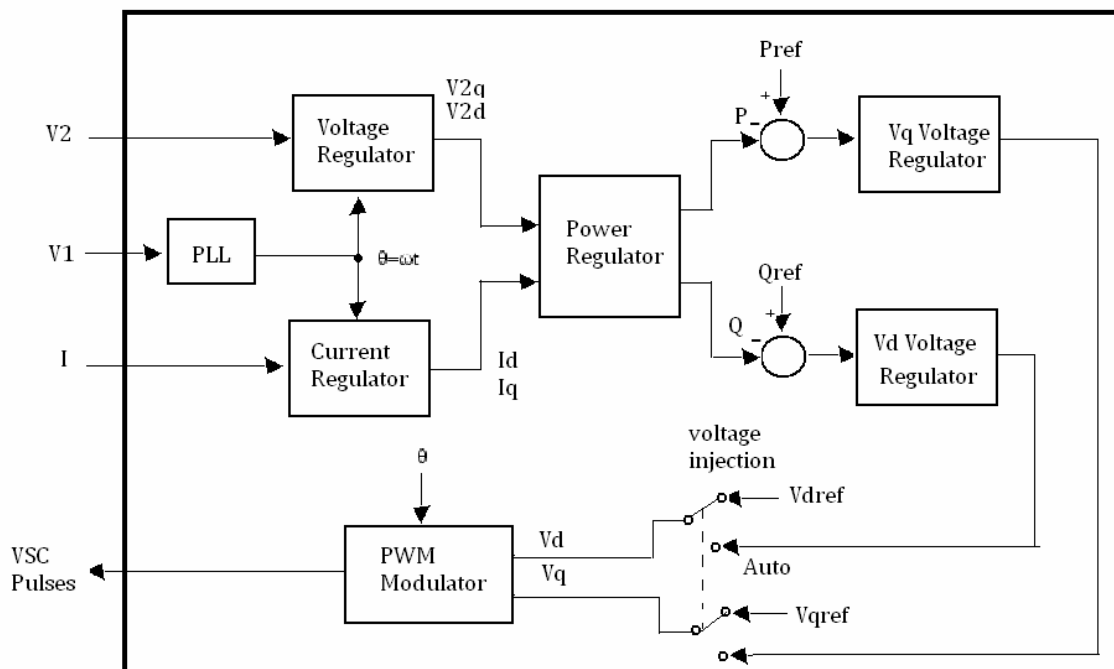 Pref
+
V2q
V2d
V2
Voltage
Regulator
P
-
Vq Voltage
Regulator
V1
PLL
θ=ωt
Power
Regulator
Qref
+
Q
-
I
Current
Regulator
Id
Iq
Vd Voltage
Regulator
voltage
injection
θ
Vdref
VSC
Pulses
PWM
Modulator
Vd
Vq
Auto
Vqref